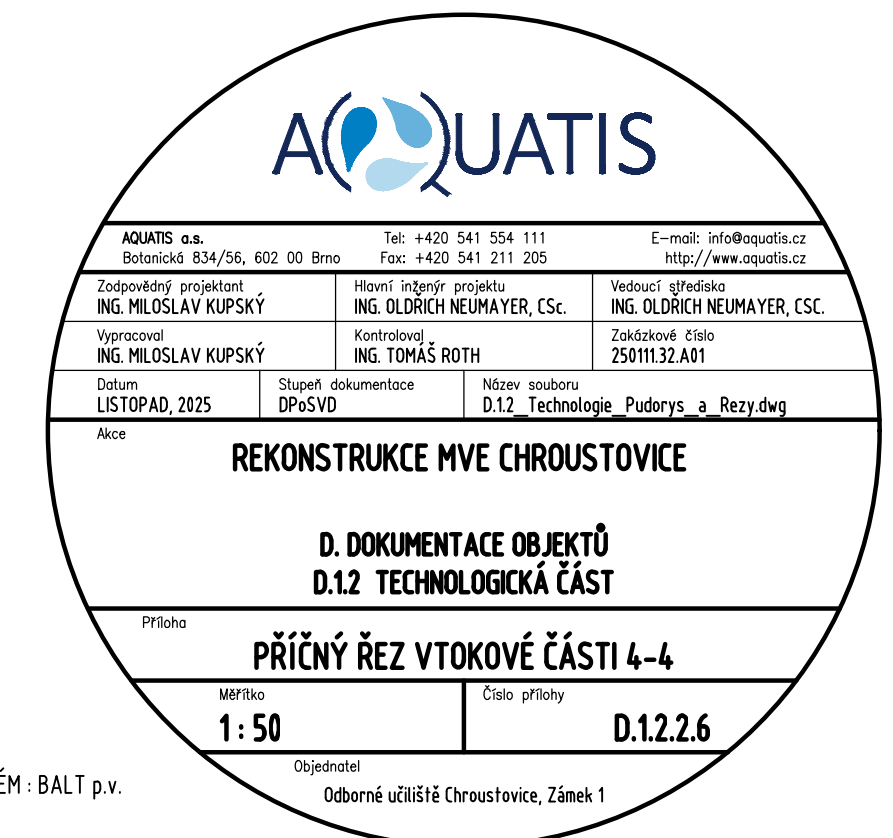 AQUATIS
AQUATIS a.s. Tel: +420 541 554 111 E-mail: info@aquatis.cz
Botanická 834/56, 602 00 Brno Fax: +420 541 211 205 http://www.aquatis.cz
Zodpovědný projektant Hlavní inženýr projektu Vedoucí střediska
ING. MILOSLAV KUPSKÝ ING. OLDŘICH NEUMAYER, CSc. ING. OLDŘICH NEUMAYER, CSC.
Vypracoval Kontroloval Zakázkové číslo
ING. MILOSLAV KUPSKÝ ING. TOMÁŠ ROTH 250111.32.A01
Datum Stupeň dokumentace Název souboru
LISTOPAD, 2025 DPoSVD D.1.2_Technologie_Pudorys_a_Rezy.dwg
Akce
REKONSTRUKCE MVE CHROUSTOVICE
D. DOKUMENTACE OBJEKTŮ
D.1.2 TECHNOLOGICKÁ ČÁST
Příloha
PŘÍČNÝ ŘEZ VTOKOVÉ ČÁSTI 4-4
Měřítko Číslo přílohy
1 : 50 D.1.2.2.6
Objednatel
ÉM : BALT p.v.
Odborné učiliště Chroustovice, Zámek 1